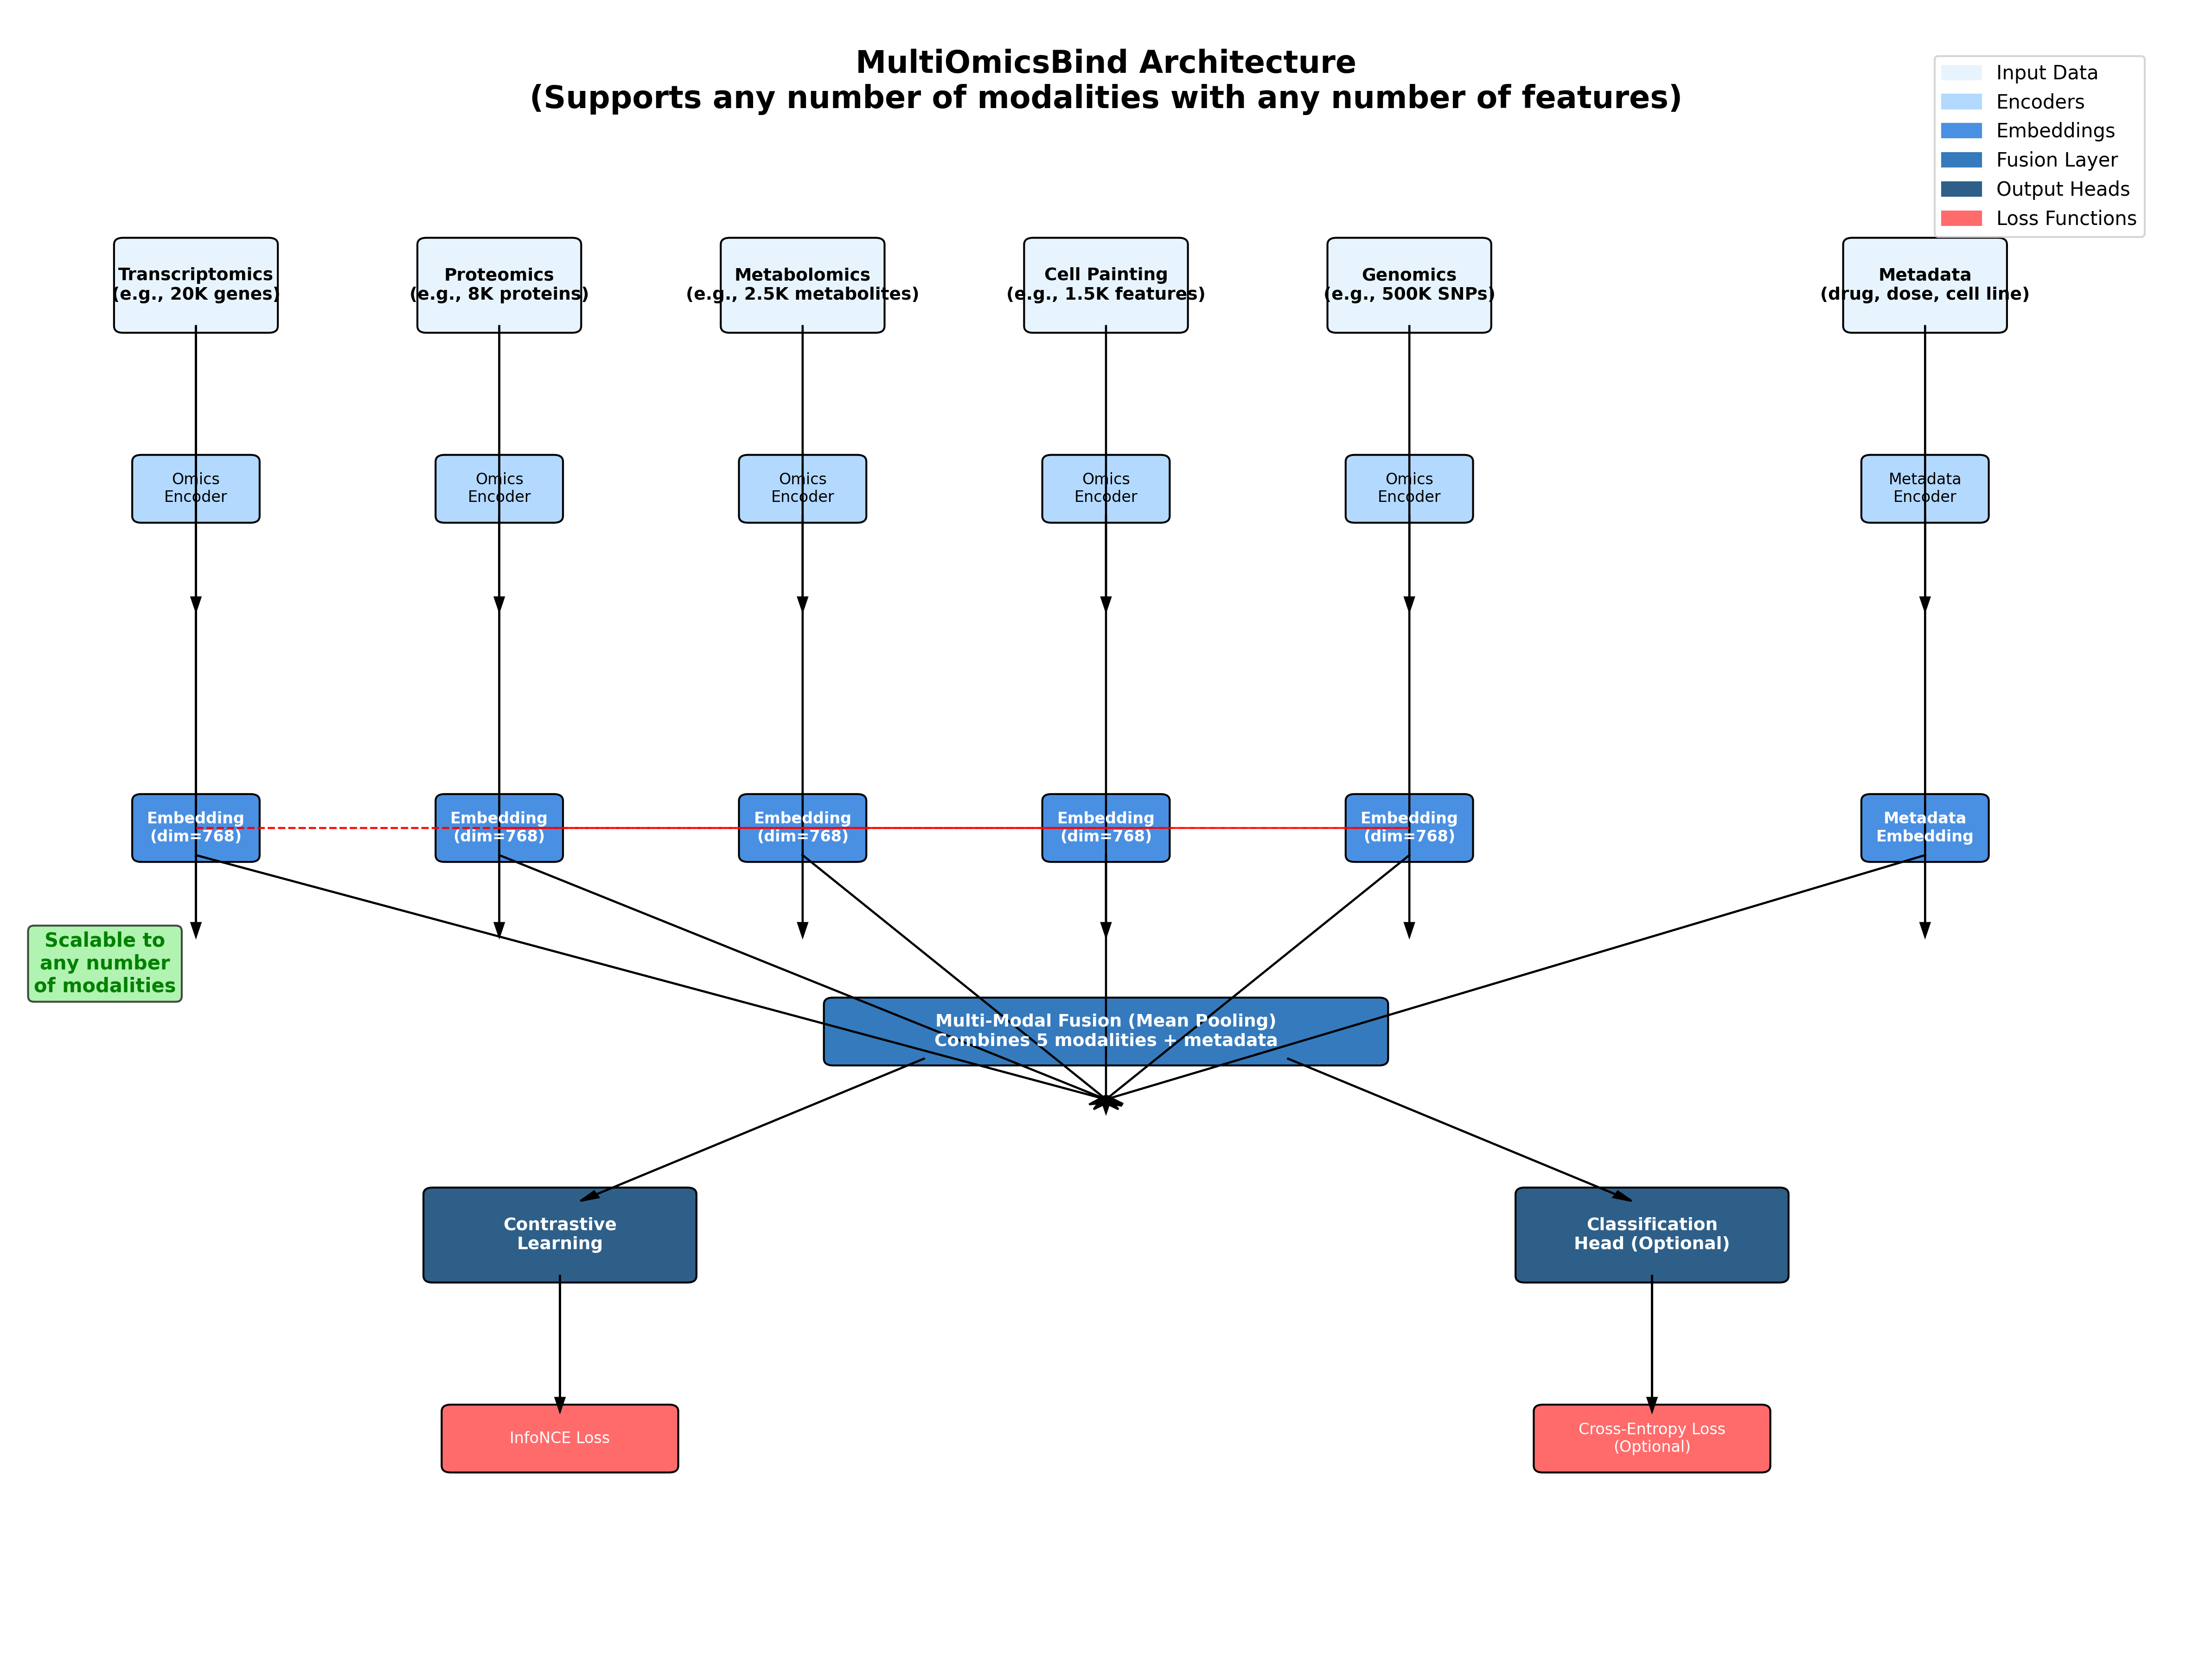 MultiOmicsBind Architecture
(Supports any number of modalities with any number of features)
Input Data
Encoders
Embeddings
Fusion Layer
Output Heads
Loss Functions
Transcriptomics
(e.g., 20K genes)
Proteomics
(e.g., 8K proteins)
Metabolomics
(e.g., 2.5K metabolites)
Cell Painting
(e.g., 1.5K features)
Genomics
(e.g., 500K SNPs)
Metadata
(drug, dose, cell line)
Omics
Encoder
Omics
Encoder
Omics
Encoder
Omics
Encoder
Omics
Encoder
Metadata
Encoder
Embedding
(dim=768)
Embedding
(dim=768)
Embedding
(dim=768)
Embedding
(dim=768)
Embedding
(dim=768)
Metadata
Embedding
Scalable to
any number
of modalities
Multi-Modal Fusion (Mean Pooling)
Combines 5 modalities + metadata
Contrastive
Learning
Classification
Head (Optional)
InfoNCE Loss
Cross-Entropy Loss
(Optional)